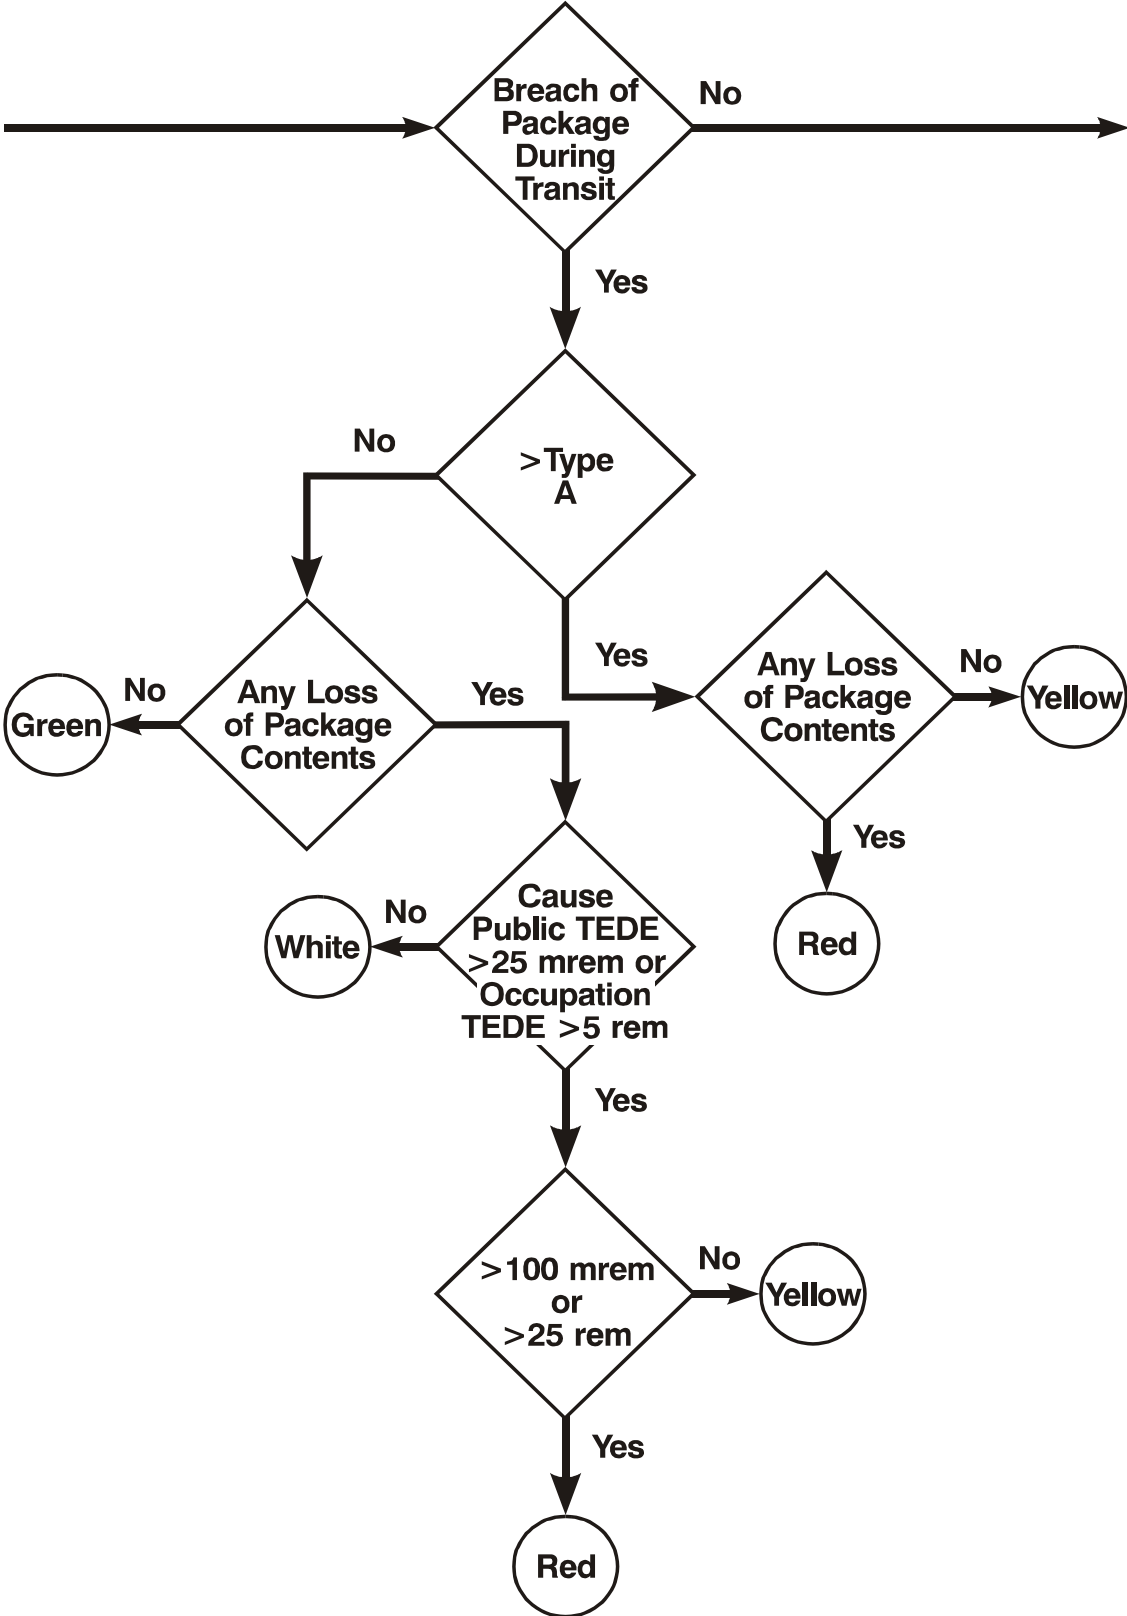 Breach of
Package
During
Transit
No
Yes
>Type
A
No
Yes
Any Loss
of Package
Contents
No
Green
Yes
Any Loss
of Package
Contents
No
Yellow
Yes
Red
Cause
Public TEDE
>25 mrem or
Occupation
TEDE >5 rem
No
White
Yes
>100 mrem
or
>25 rem
No
Yellow
Yes
Red